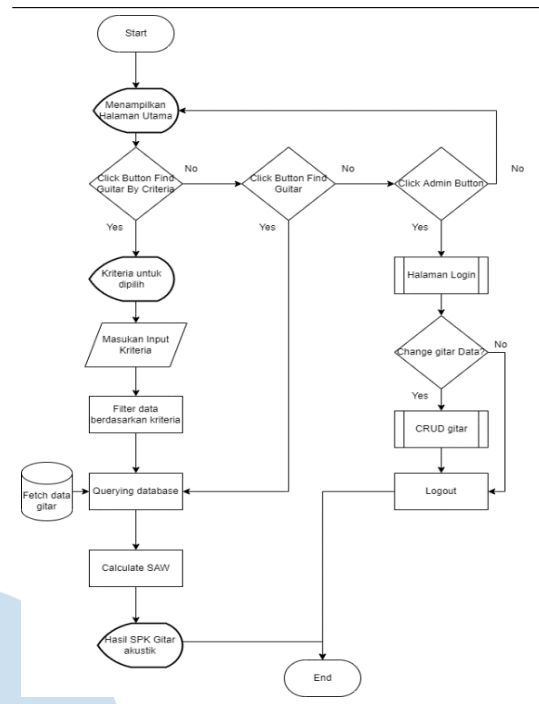 Start
Menampilkan
Halaman Utama
Click Button Find
Guitar By Criteria
No
Click Button Find
Guitar
No
Click Admin Button
No
Yes
Yes
Yes
Kriteria untuk
dipilih
Halaman Login
Masukan Input
Kriteria
Change gitar Data?
No
Yes
Filter data
berdasarkan kriteria
CRUD gitar
Fetch data
gitar
Querying database
Logout
Calculate SAW
Hasil SPK Gitar
akustik
End